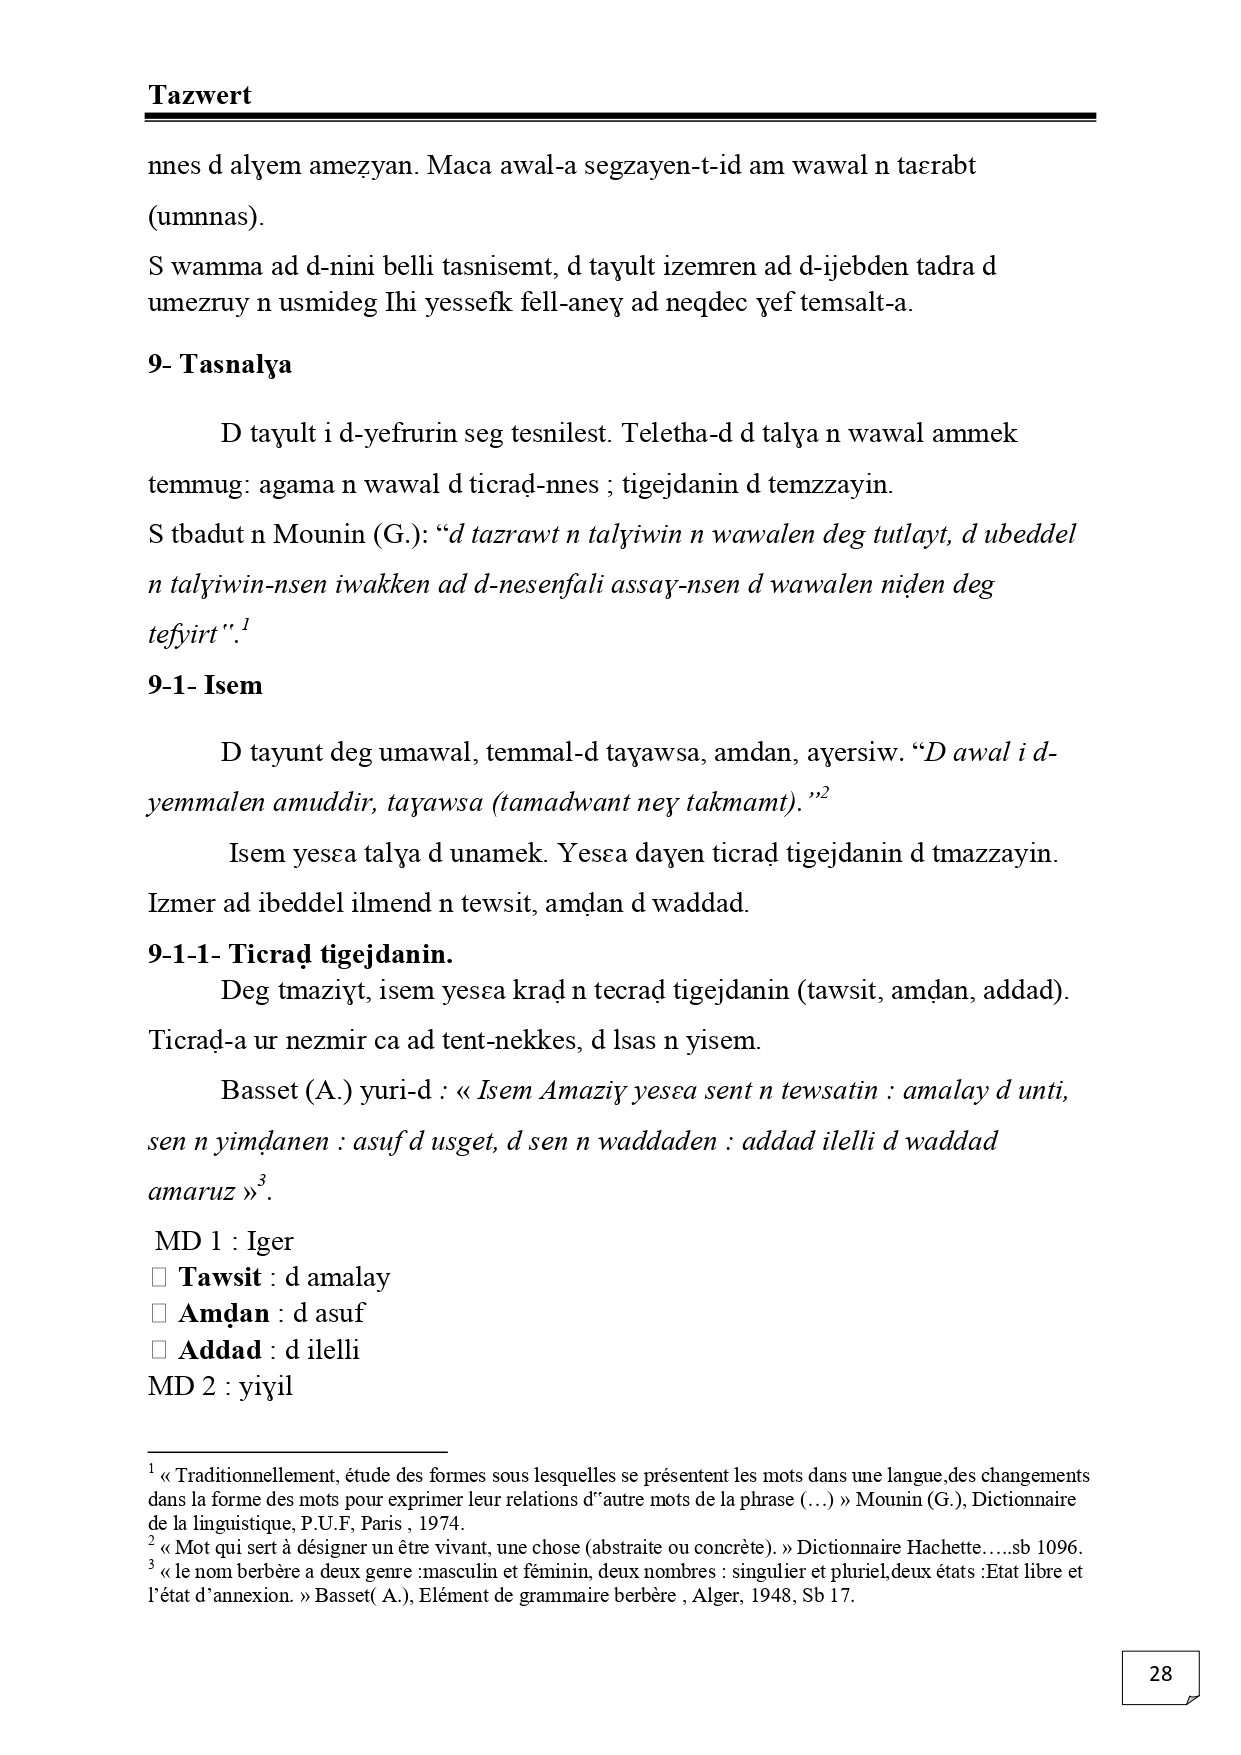 Tazwert
nnes d alɣem ameẓyan. Maca awal-a segzayen-t-id am wawal n taɛrabt
(umnnas).
S wamma ad d-nini belli tasnisemt, d taɣult izemren ad d-ijebden tadra d
umezruy n usmideg Ihi yessefk fell-aneɣ ad neqdec ɣef temsalt-a.
9- Tasnalɣa
D taɣult i d-yefrurin seg tesnilest. Teletha-d d talɣa n wawal ammek
temmug: agama n wawal d ticraḍ-nnes ; tigejdanin d temzzayin.
S tbadut n Mounin (G.): “d tazrawt n talɣiwin n wawalen deg tutlayt, d ubeddel
n talɣiwin-nsen iwakken ad d-nesenfali assaɣ-nsen d wawalen niḍen deg
tefyirt‟.¹
9-1- Isem
D tayunt deg umawal, temmal-d taɣawsa, amdan, aɣersiw. “D awal i d-
yemmalen amuddir, taɣawsa (tamadwant neɣ takmamt).”²
Isem yesɛa talɣa d unamek. Yesɛa daɣen ticraḍ tigejdanin d tmazzayin.
Izmer ad ibeddel ilmend n tewsit, amḍan d waddad.
9-1-1- Ticraḍ tigejdanin.
Deg tmaziɣt, isem yesɛa kraḍ n tecraḍ tigejdanin (tawsit, amḍan, addad).
Ticraḍ-a ur nezmir ca ad tent-nekkes, d lsas n yisem.
Basset (A.) yuri-d : « Isem Amaziɣ yesɛa sent n tewsatin : amalay d unti,
sen n yimḍanen : asuf d usget, d sen n waddaden : addad ilelli d waddad
amaruz »³.
MD 1 : Iger
 Tawsit : d amalay
 Amḍan : d asuf
 Addad : d ilelli
MD 2 : yiɣil
¹ « Traditionnellement, étude des formes sous lesquelles se présentent les mots dans une langue,des changements
dans la forme des mots pour exprimer leur relations d‟autre mots de la phrase (…) » Mounin (G.), Dictionnaire
de la linguistique, P.U.F, Paris , 1974.
² « Mot qui sert à désigner un être vivant, une chose (abstraite ou concrète). » Dictionnaire Hachette…..sb 1096.
³ « le nom berbère a deux genre :masculin et féminin, deux nombres : singulier et pluriel,deux états :Etat libre et
l’état d’annexion. » Basset( A.), Elément de grammaire berbère , Alger, 1948, Sb 17.
28